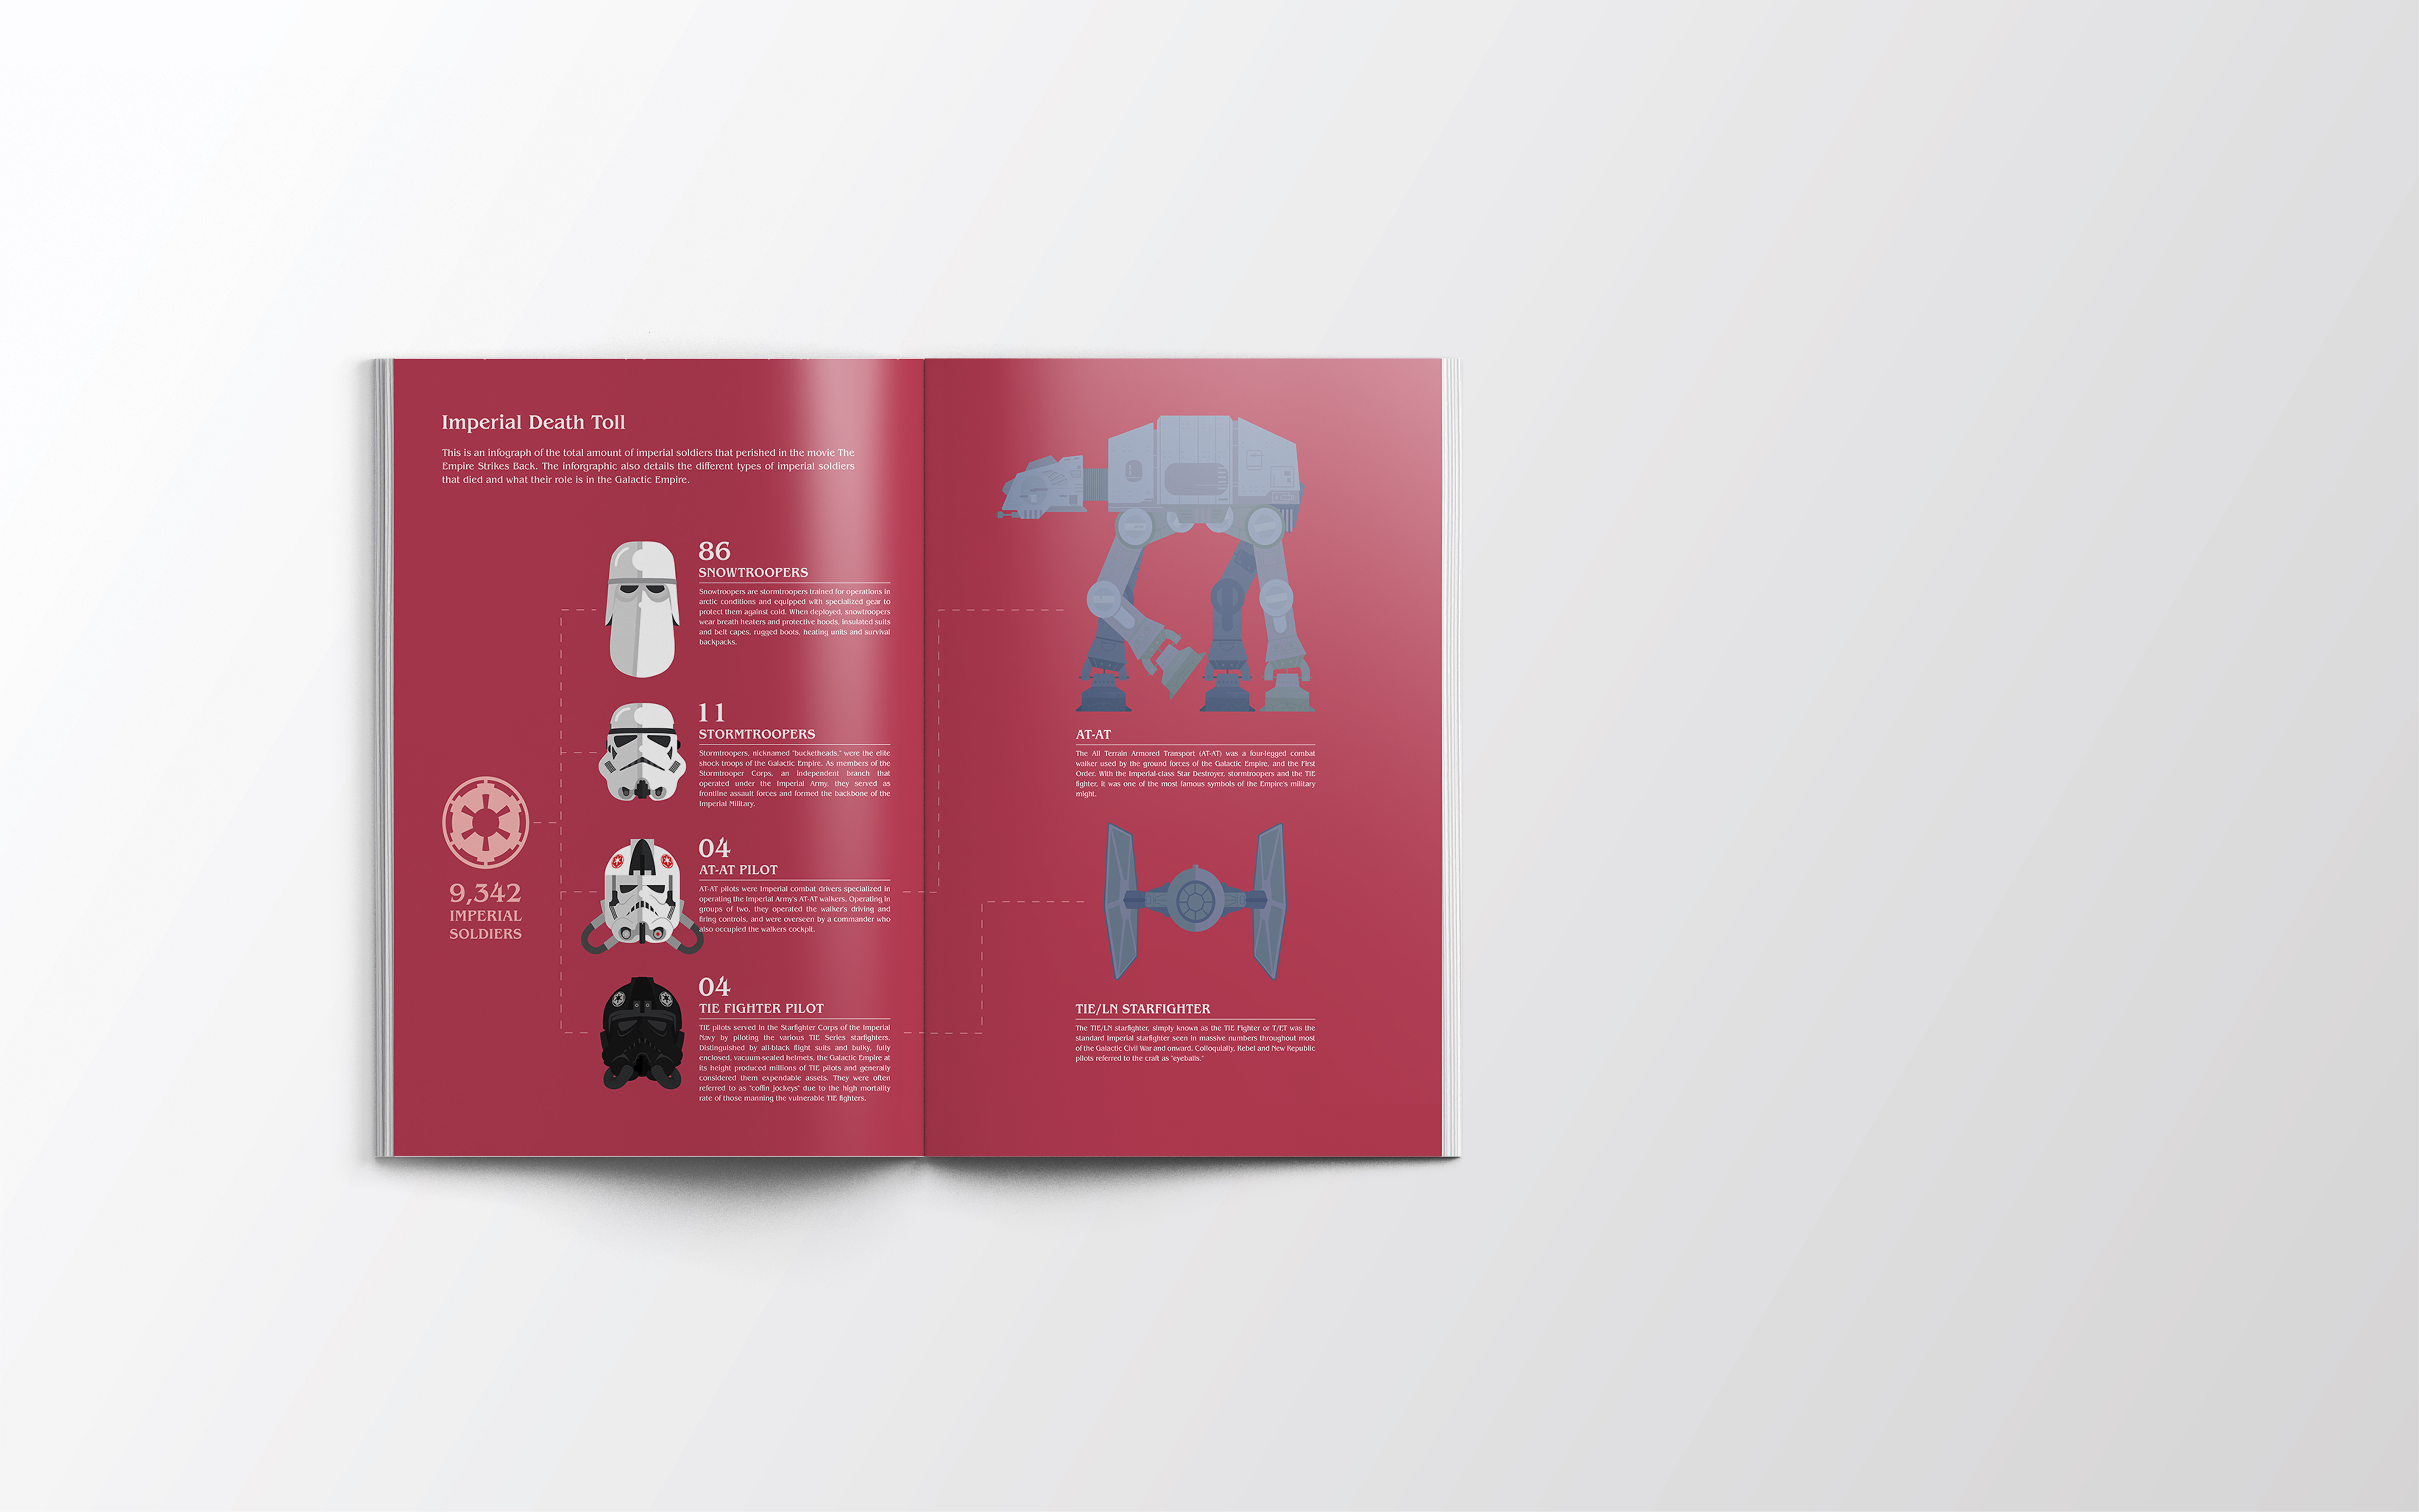 Imperial Death Toll
This is an infograph of the total amount of imperial soldiers that perished in the movie The
Empire Strikes Back. The inforgraphic also details the different types of imperial soldiers
that died and what their role is in the Galactic Empire.
9,342
IMPERIAL
SOLDIERS
86
SNOWTROOPERS
Snowtroopers are stormtroopers trained for operations in
arctic conditions and equipped with specialized gear to
protect them against cold. When deployed, snowtroopers
wear breath heaters and protective hoods, insulated suits
and belt capes, rugged boots, heating units and survival
backpacks.
11
STORMTROOPERS
Stormtroopers, nicknamed "bucketheads," were the elite
shock troops of the Galactic Empire. As members of the
Stormtrooper Corps, an independent branch that
operated under the Imperial Army, they served as
frontline assault forces and formed the backbone of the
Imperial Military.
04
AT-AT PILOT
AT-AT pilots were Imperial combat drivers specialized in
operating the Imperial Army's AT-AT walkers. Operating in
groups of two, they operated the walker's driving and
firing controls, and were overseen by a commander who
also occupied the walkers cockpit.
04
TIE FIGHTER PILOT
TIE pilots served in the Starfighter Corps of the Imperial
Navy by piloting the various TIE Series starfighters.
Distinguished by all-black flight suits and bulky, fully
enclosed, vacuum-sealed helmets, the Galactic Empire at
its height produced millions of TIE pilots and generally
considered them expendable assets. They were often
referred to as "coffin jockeys" due to the high mortality
rate of those manning the vulnerable TIE fighters.
AT-AT
The All Terrain Armored Transport (AT-AT) was a four-legged combat
walker used by the ground forces of the Galactic Empire, and the First
Order. With the Imperial-class Star Destroyer, stormtroopers and the TIE
fighter, it was one of the most famous symbols of the Empire's military
might.
TIE/LN STARFIGHTER
The TIE/LN starfighter, simply known as the TIE Fighter or T/F,T was the
standard Imperial starfighter seen in massive numbers throughout most
of the Galactic Civil War and onward. Colloquially, Rebel and New Republic
pilots referred to the craft as "eyeballs."